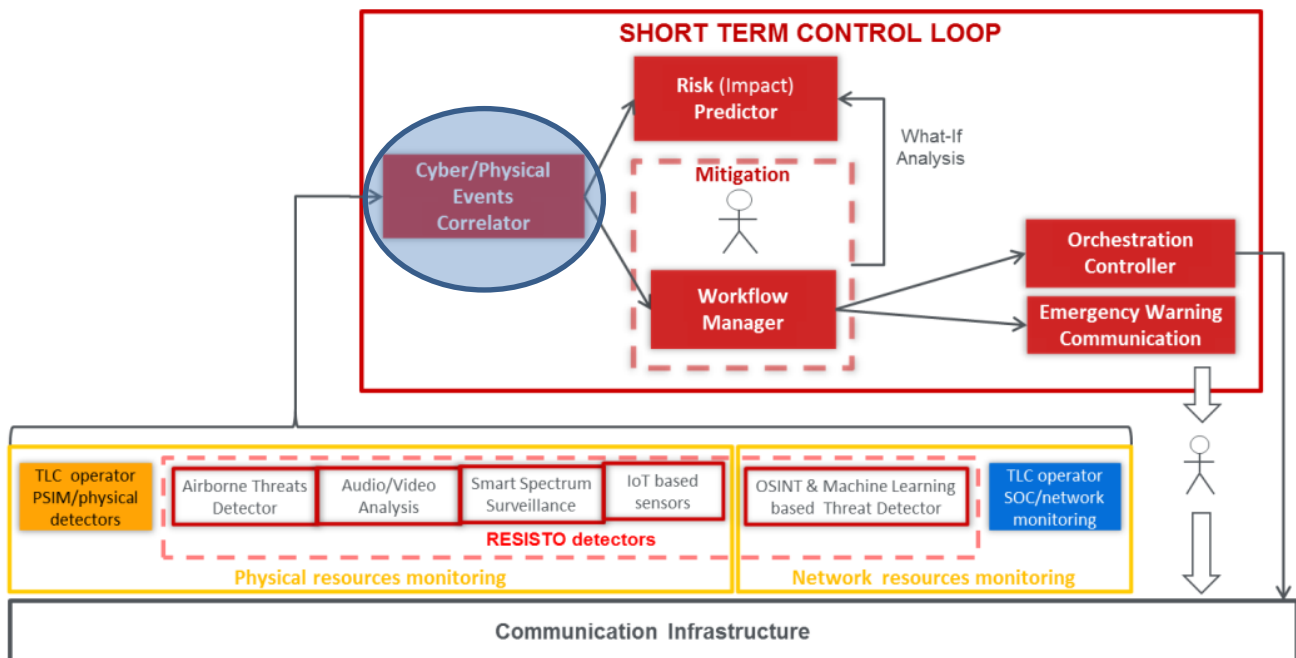 SHORT TERM CONTROL LOOP
Risk (Impact)
Predictor
What-If
Analysis
Cyber/Physical
Events
Correlator
Mitigation
Workflow
Manager
Orchestration
Controller
Emergency Warning
Communication
TLC operator
PSIM/physical
detectors
Airborne Threats
Detector
Audio/Video
Analysis
Smart Spectrum
Surveillance
IoT based
sensors
OSINT & Machine Learning
based Threat Detector
TLC operator
SOC/network
monitoring
RESISTO detectors
Physical resources monitoring
Network resources monitoring
Communication Infrastructure